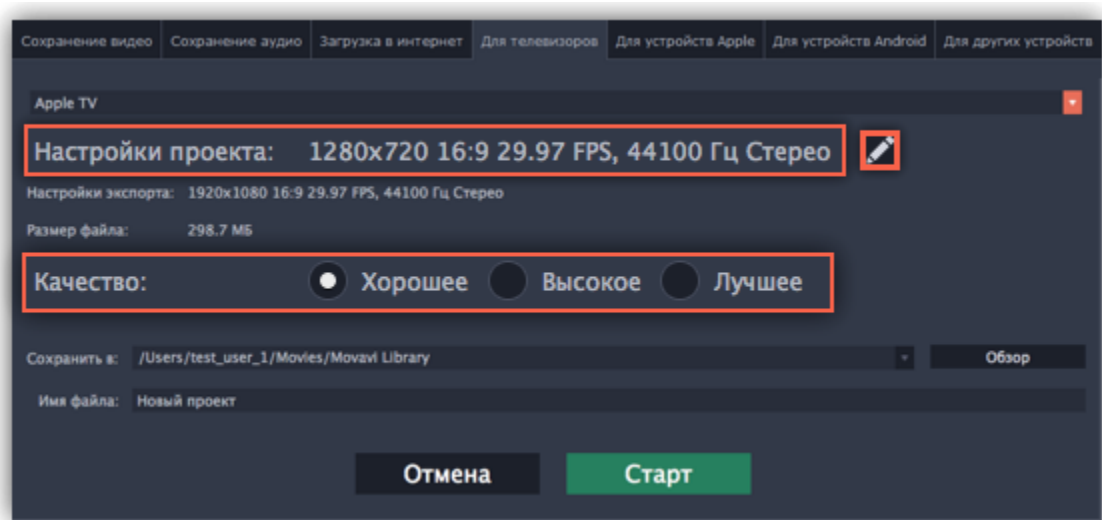 Сохранение видео Сохранение аудио Загрузка в интернет Для телевизоров Для устройств Apple Для устройств Android Для других устройств
Apple TV
Настройки проекта: 1280x720 16:9 29.97 FPS, 44100 Гц Стерео
Настройки экспорта: 1920x1080 16:9 29.97 FPS, 44100 Гц Стерео
Размер файла: 298.7 МБ
Качество: Хорошее Высокое Лучшее
Сохранить в: /Users/test_user_1/Movies/Movavi Library Обзор
Имя файла: Новый проект
Отмена Старт